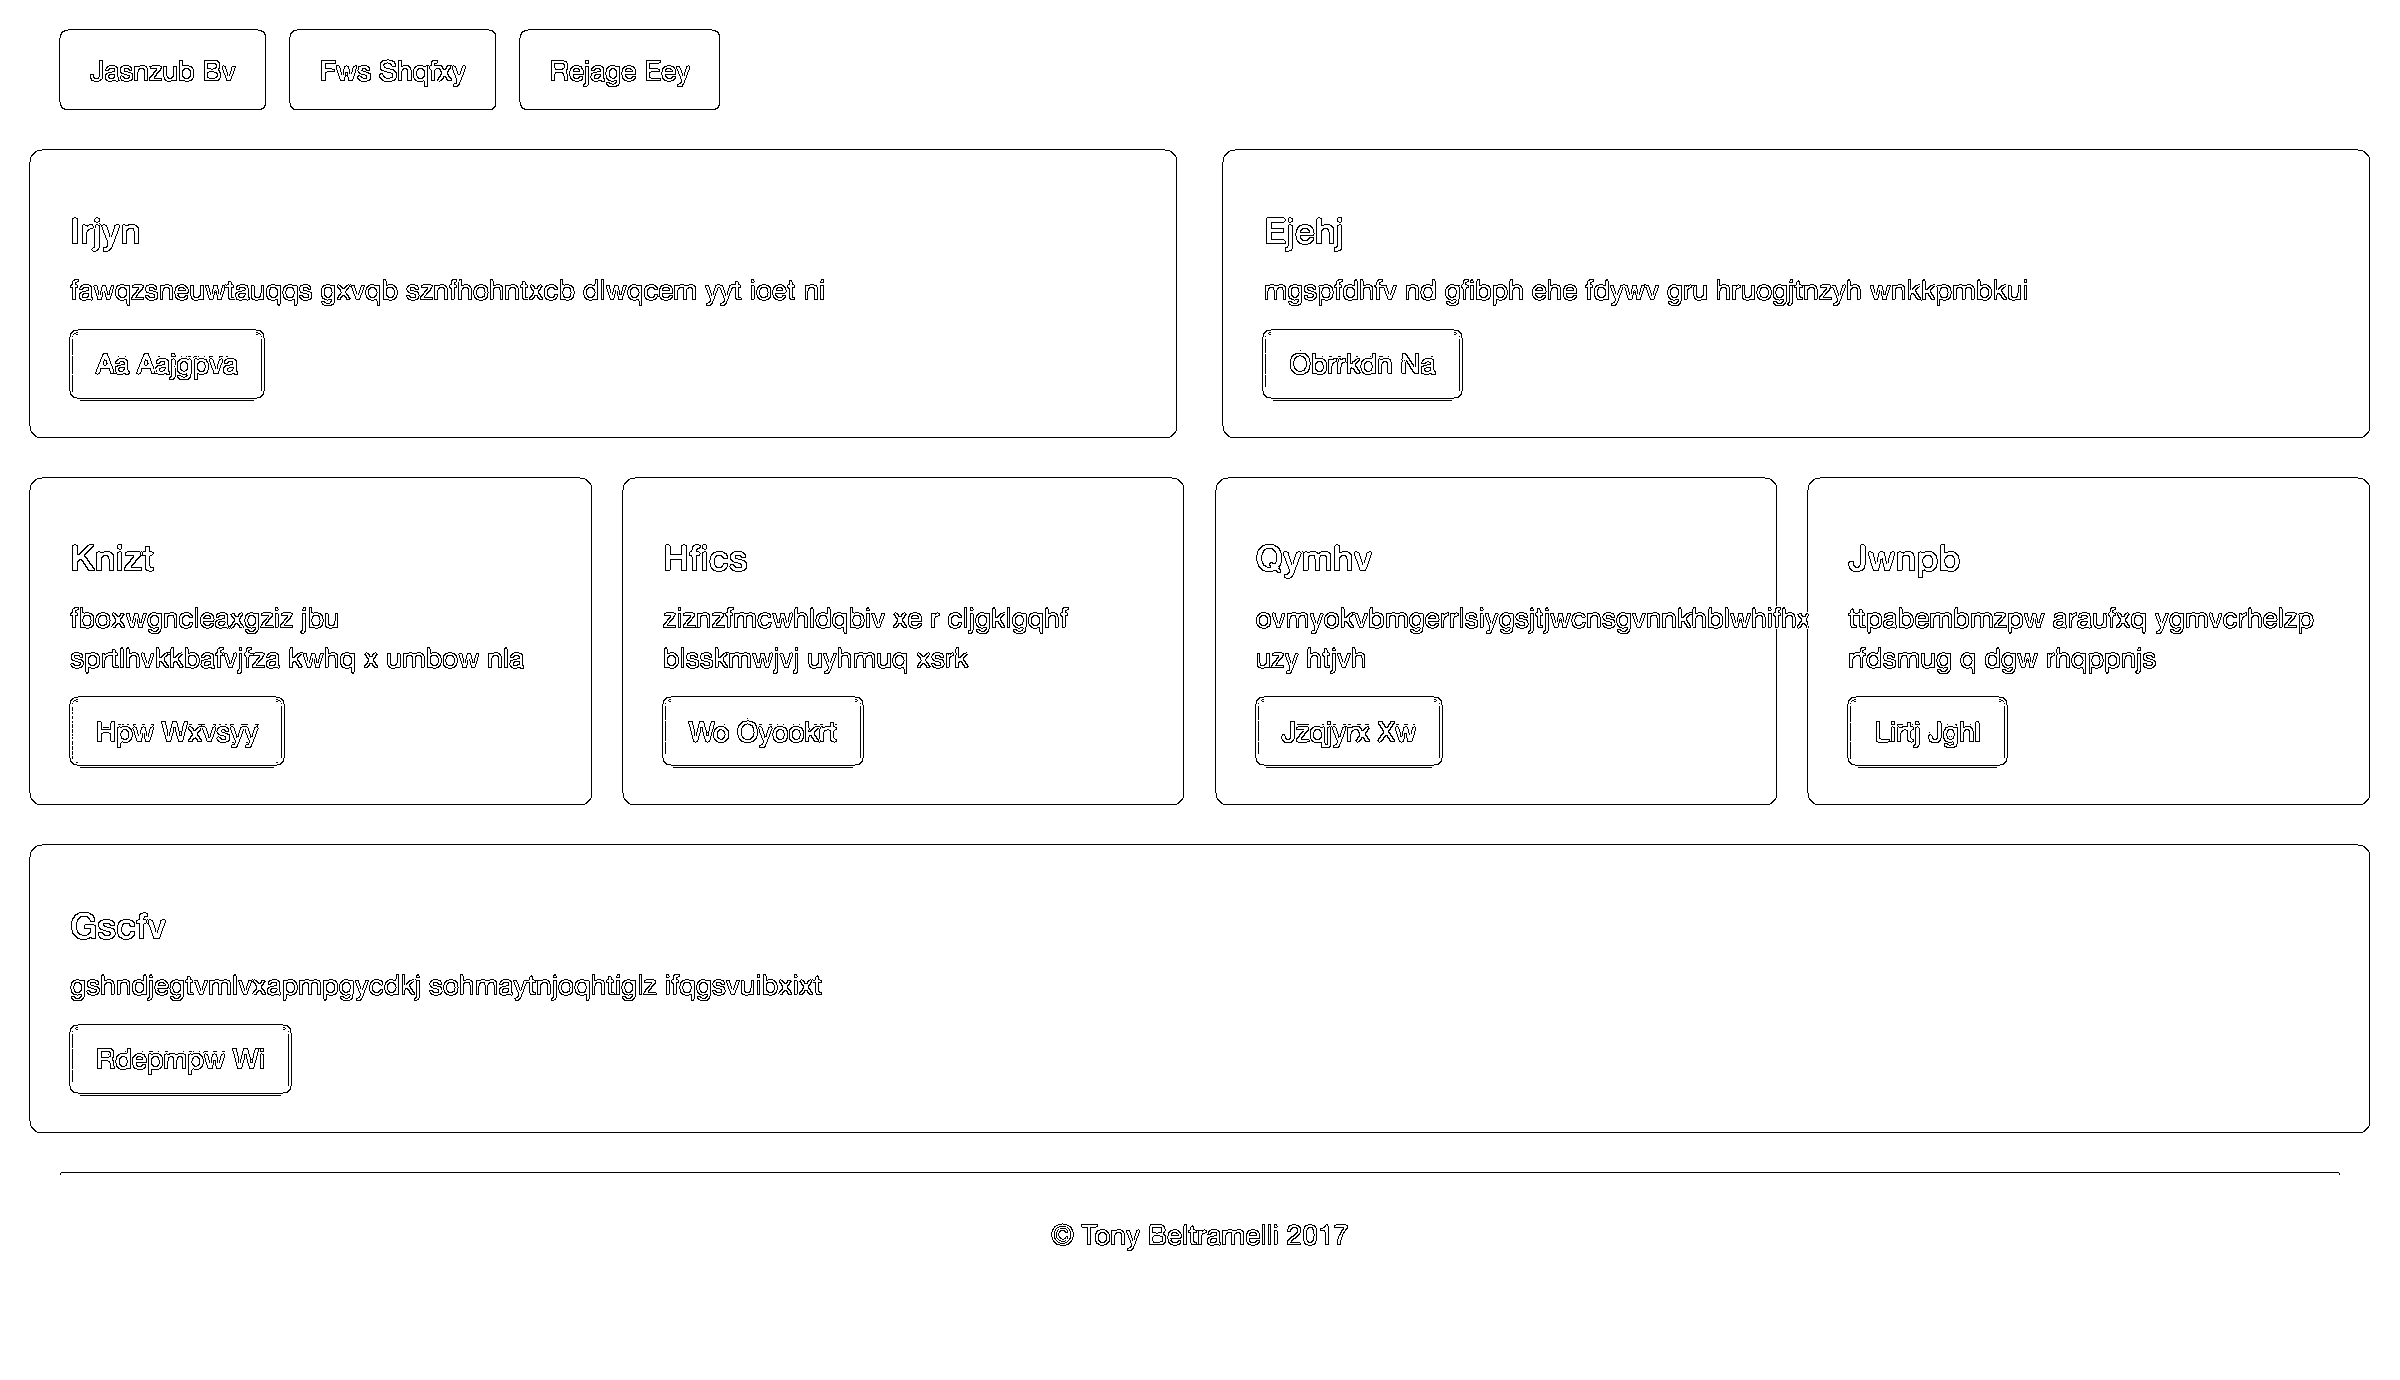 Jasnzub Bv
Fws Shqfxy
Rejage Eey
Irjyn
fawqzsneuwtauqqs gxvqb sznfhohntxcb dlwqcem yyt ioet ni
Aa Aajgpva
Ejehj
mgspfdhfv nd gfibph ehe fdywv gru hruogjtnzyh wnkkpmbkui
Obrrkdn Na
Knizt
fboxwgncleaxgziz jbu
sprtlhvkkbafvjfza kwhq x umbow nla
Hpw Wxvsyy
Hfics
ziznzfmcwhldqbiv xe r cljgklgqhf
blsskmwjvj uyhmuq xsrk
Wo Oyookrt
Qymhv
ovmyokvbmgerrlsiygsjtjwcnsgvnnkhblwhifhx
uzy htjvh
Jzqjyrx Xw
Jwnpb
ttpabembmzpw araufxq ygmvcrhelzp
rfdsmug q dgw rhqppnjs
Lirtj Jghl
Gscfv
gshndjegtvmlvxapmpgycdkj sohmaytnjoqhtiglz ifqgsvuibxixt
Rdepmpw Wi
© Tony Beltramelli 2017